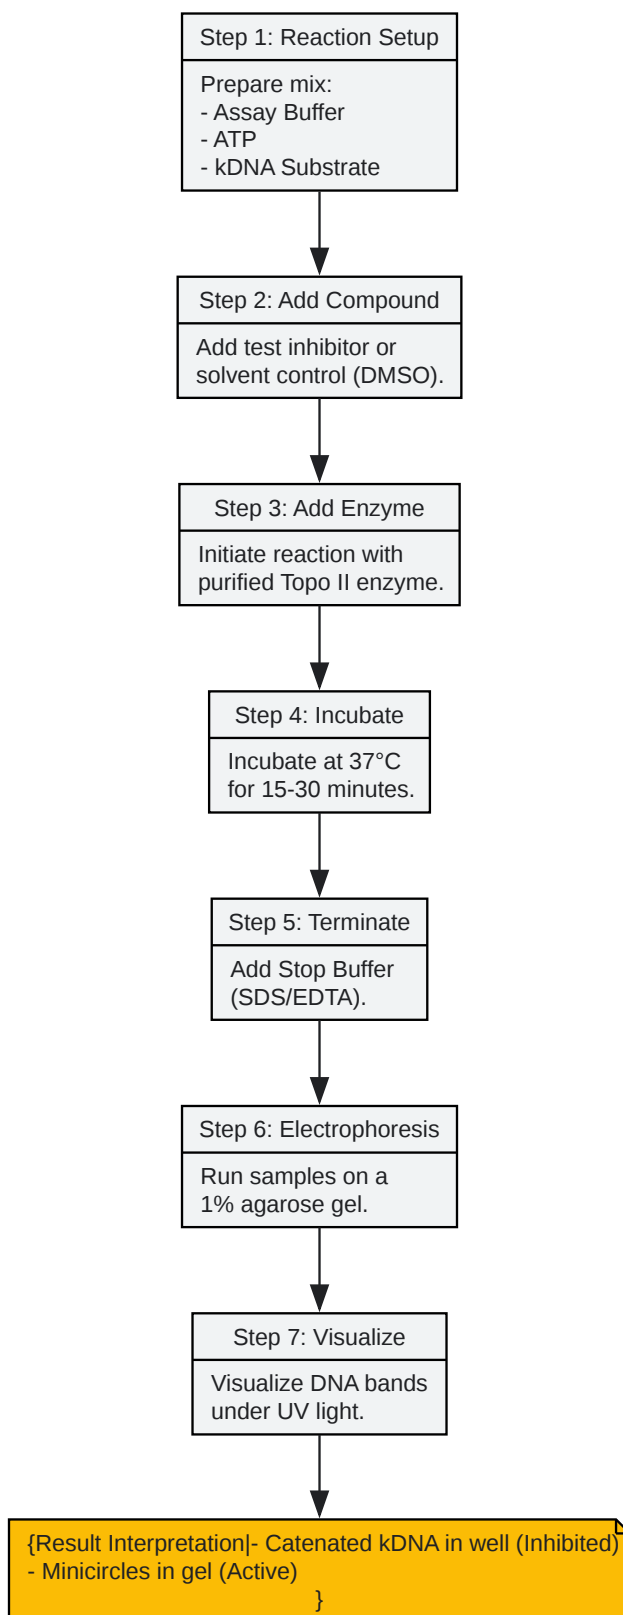 Step 1: Reaction Setup
Prepare mix:
- Assay Buffer
- ATP
- kDNA Substrate
Step 2: Add Compound
Add test inhibitor or
solvent control (DMSO).
Step 3: Add Enzyme
Initiate reaction with
purified Topo II enzyme.
Step 4: Incubate
Incubate at 37°C
for 15-30 minutes.
Step 5: Terminate
Add Stop Buffer
(SDS/EDTA).
Step 6: Electrophoresis
Run samples on a
1% agarose gel.
Step 7: Visualize
Visualize DNA bands
under UV light.
{Result Interpretation|- Catenated kDNA in well (Inhibited)
- Minicircles in gel (Active)
}